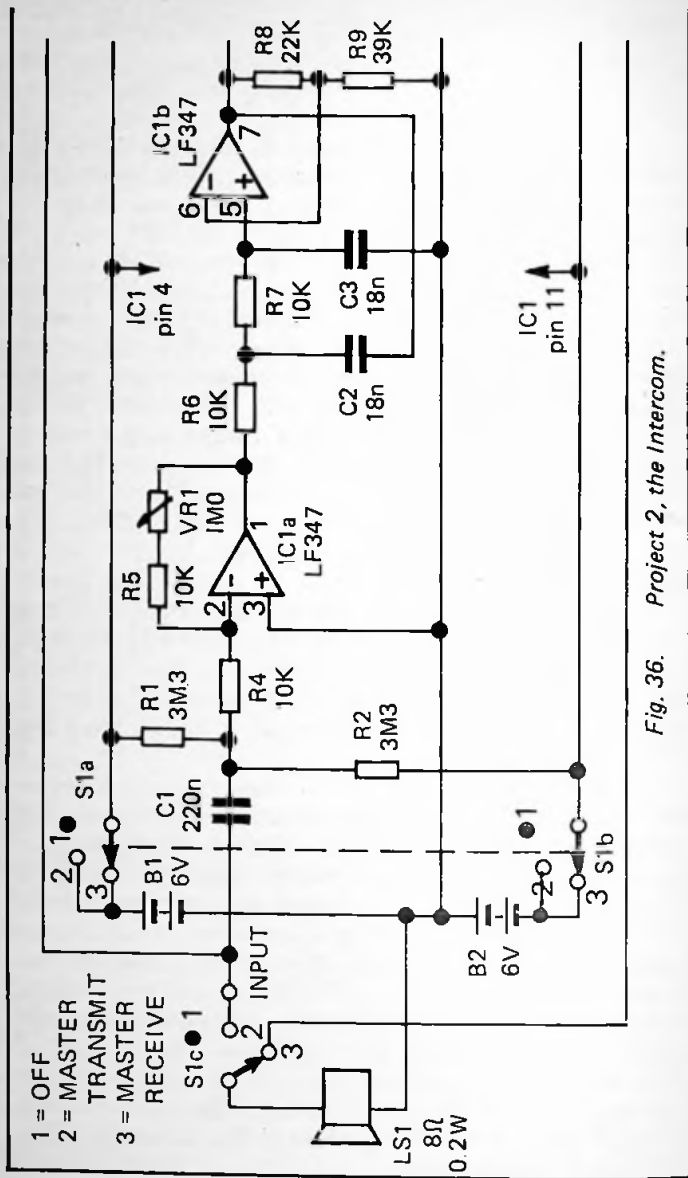 1 = OFF
2 = MASTER
TRANSMIT
3 = MASTER
RECEIVE
S1c
1
2
3
INPUT
LS1
8Ω
0.2W
2
1
S1a
3
B1
6V
B2
6V
2
1
3
S1b
C1
220n
R1
3M3
R2
3M3
R4
10K
R5
10K
VR1
1M0
2
3
1
IC1a
LF347
R6
10K
R7
10K
C2
18n
C3
18n
IC1
pin 4
IC1
pin 11
6
5
7
IC1b
LF347
R8
22K
R9
39K
Fig. 36. Project 2, the Intercom.